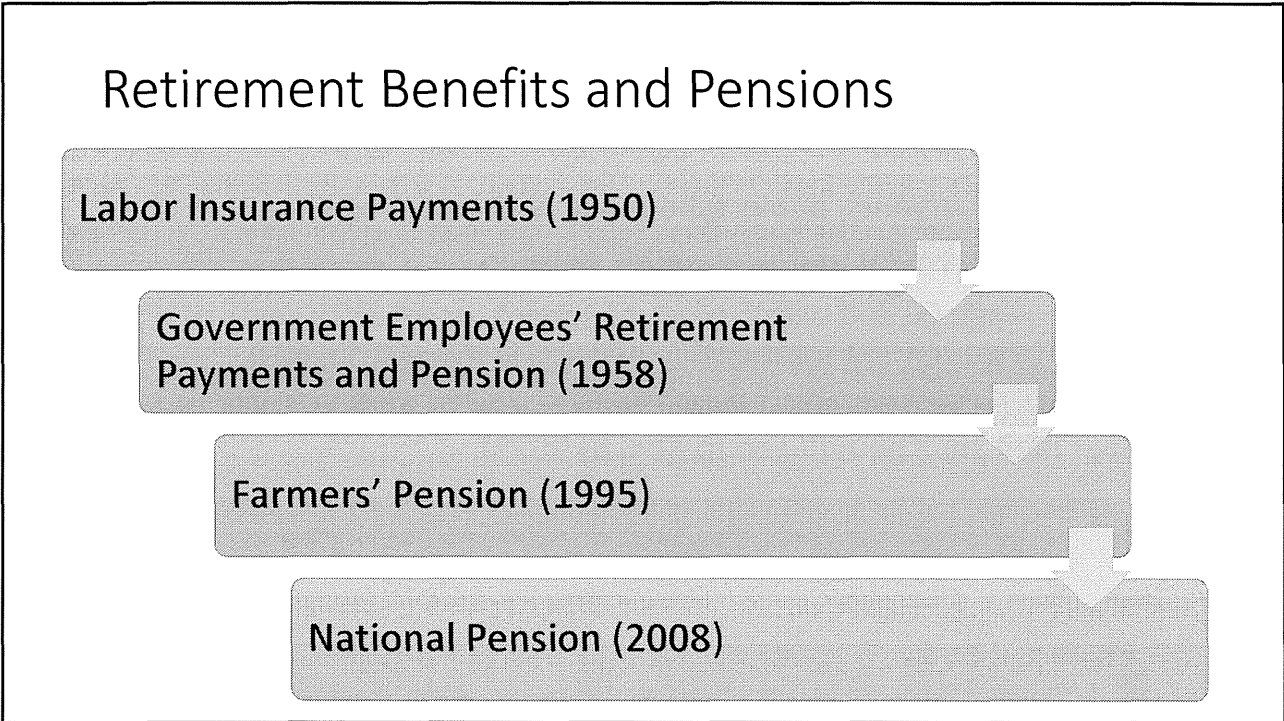 Retirement Benefits and Pensions
Labor Insurance Payments (1950)
Government Employees’ Retirement
Payments and Pension (1958)
Farmers’ Pension (1995)
National Pension (2008)